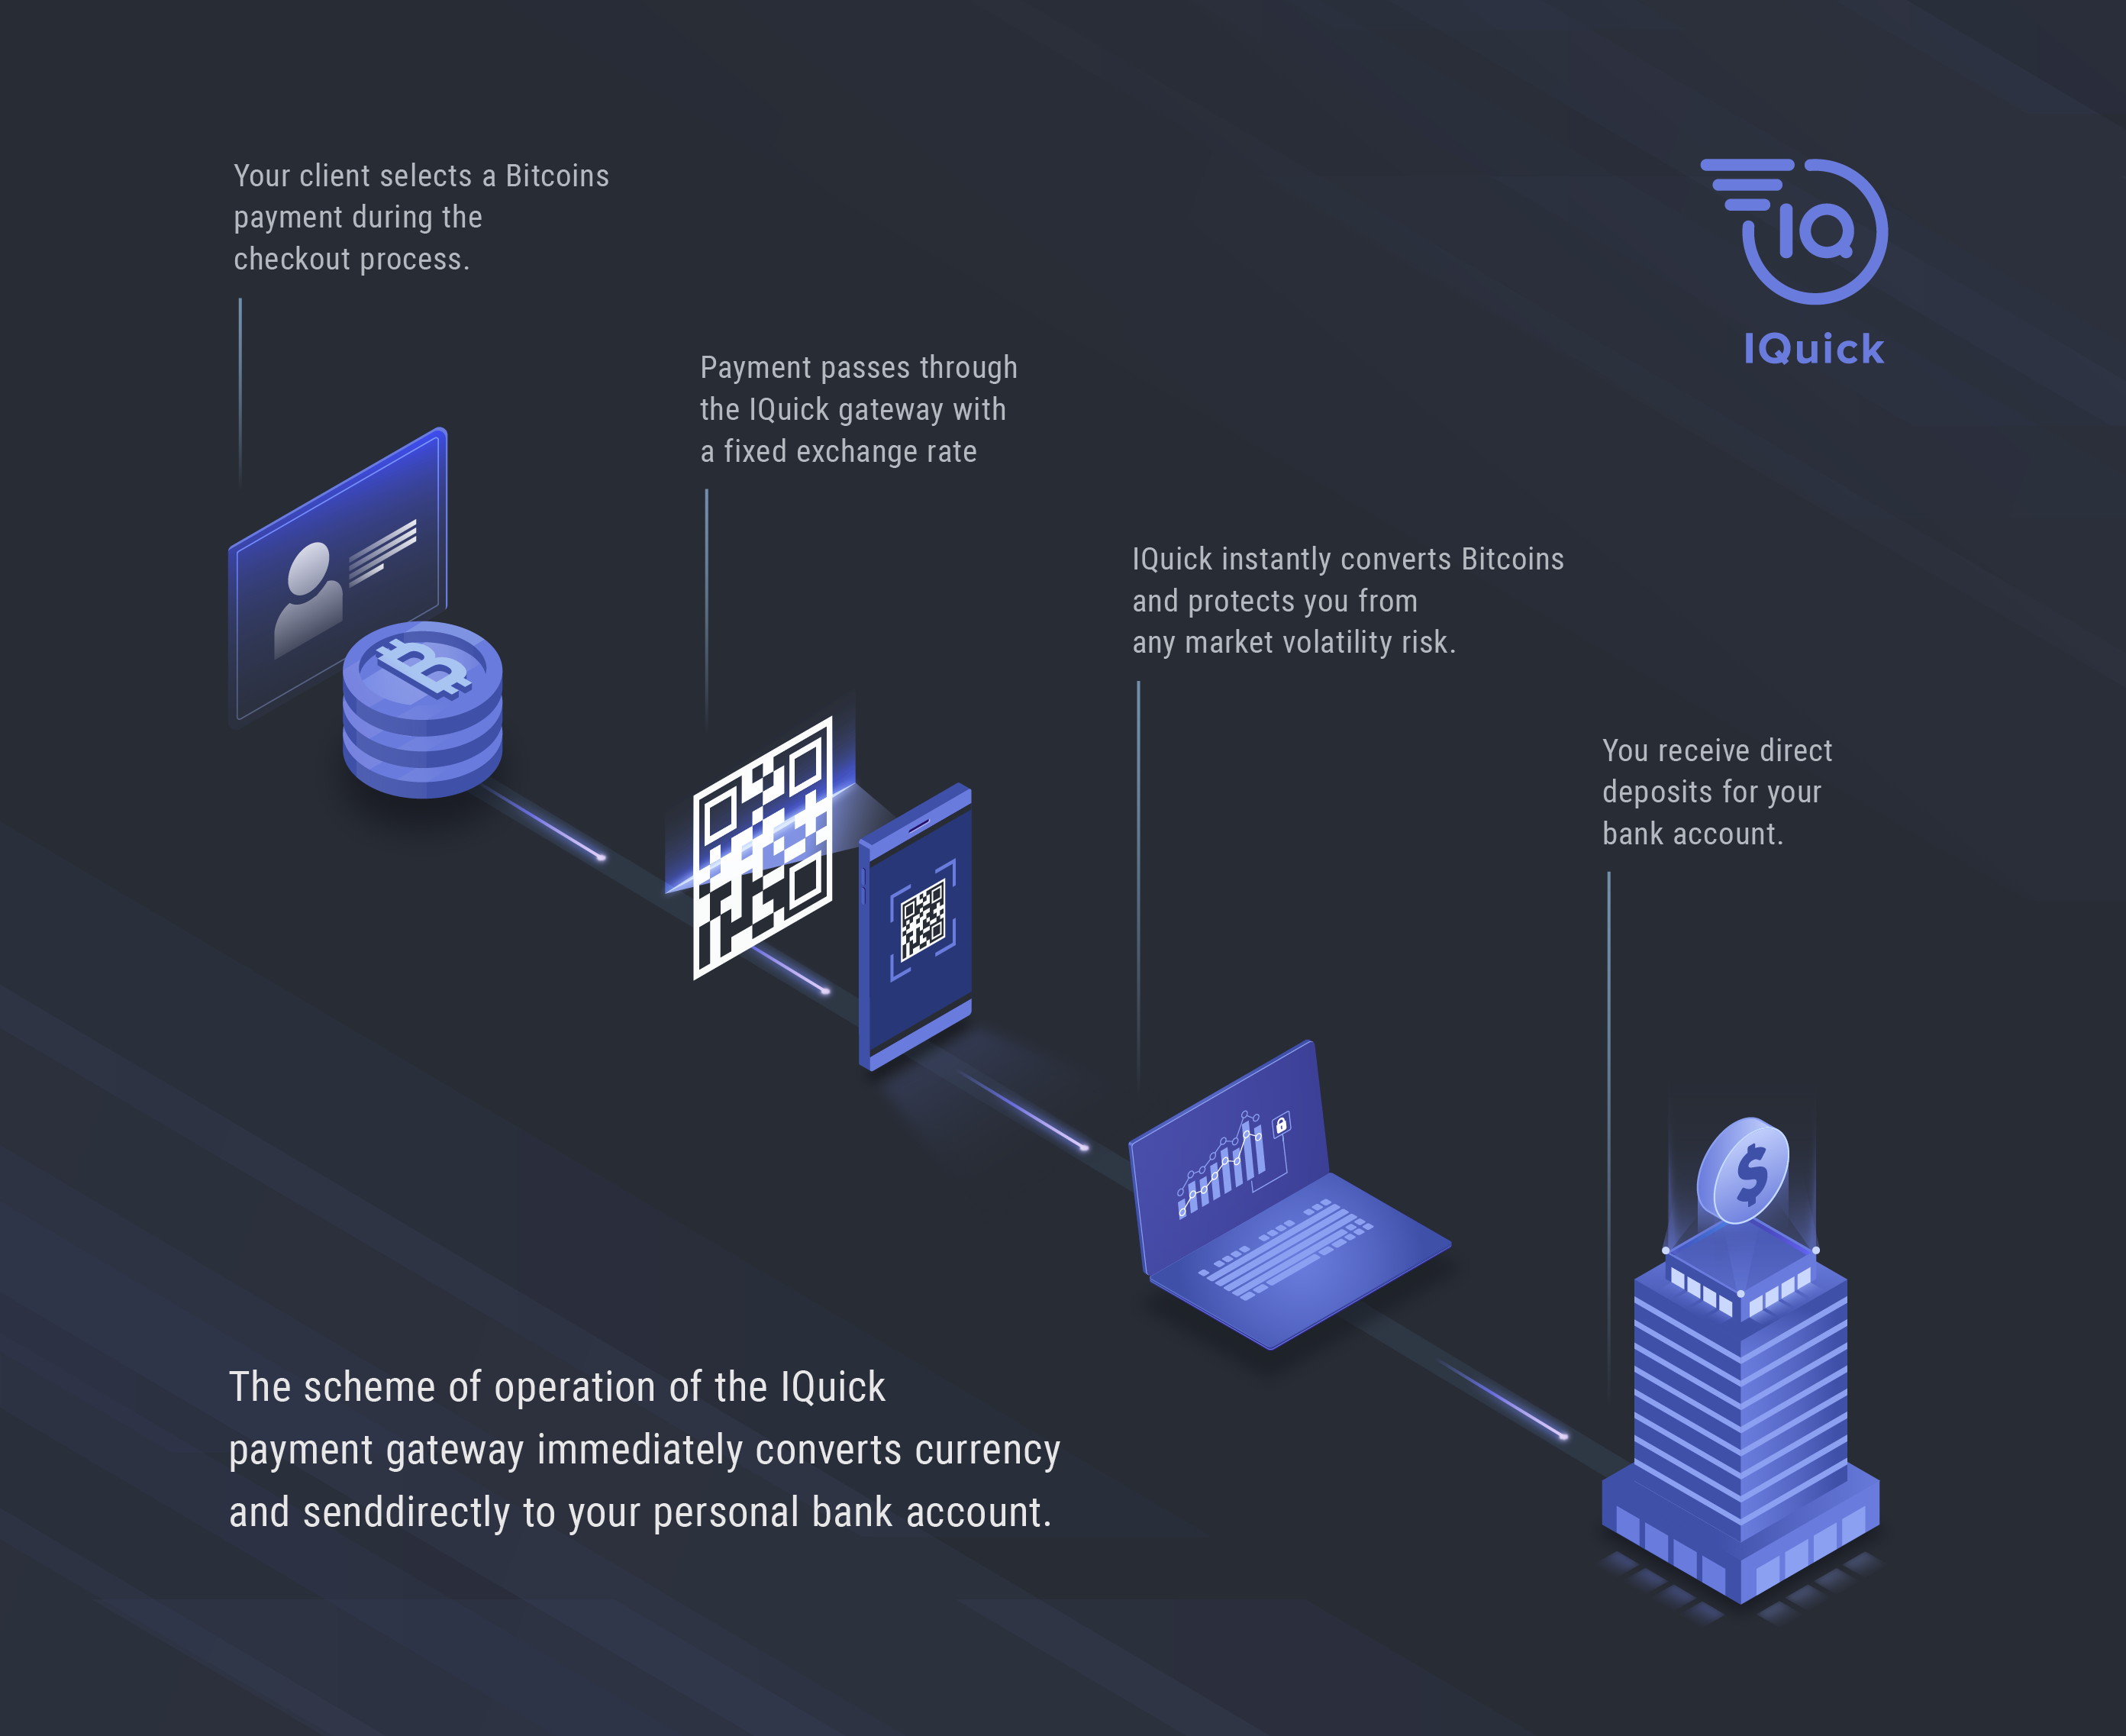 Your client selects a Bitcoins
payment during the
checkout process.
IQ
IQuick
Payment passes through
the IQuick gateway with
a fixed exchange rate
IQuick instantly converts Bitcoins
and protects you from
any market volatility risk.
You receive direct
deposits for your
bank account.
$
The scheme of operation of the IQuick
payment gateway immediately converts currency
and senddirectly to your personal bank account.